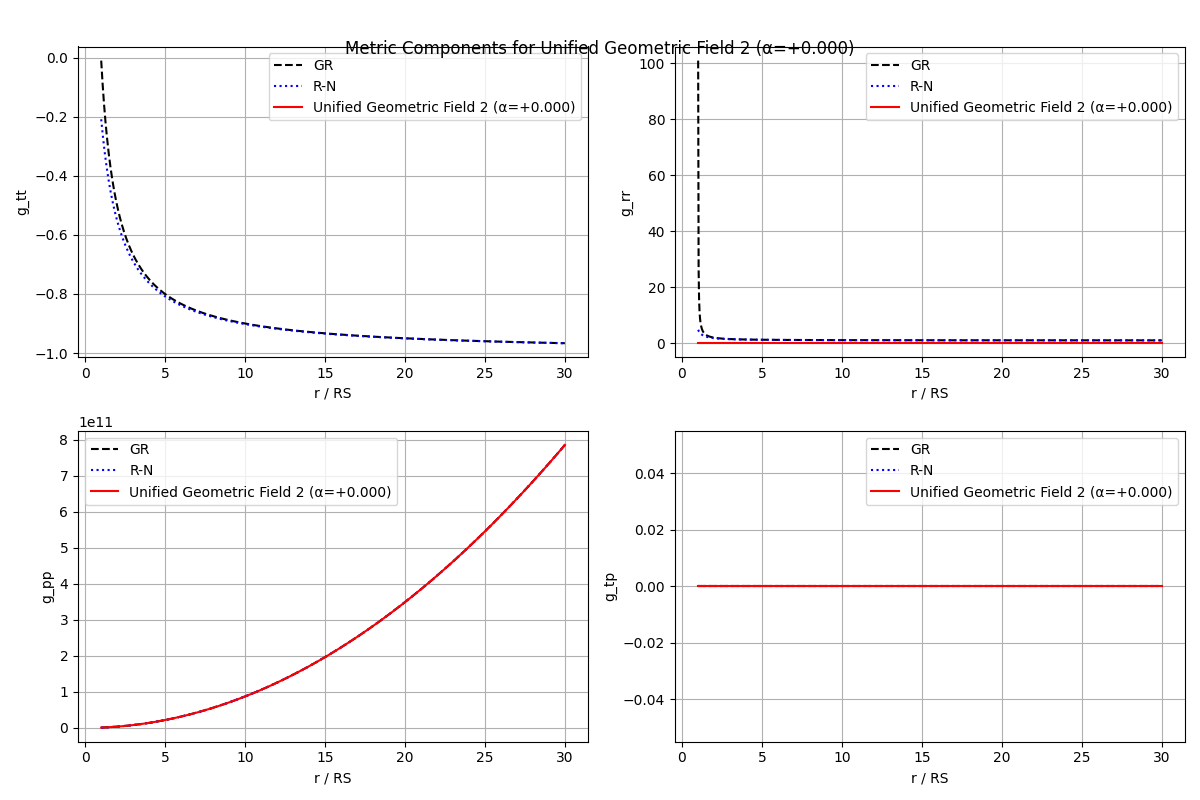 Metric Components for Unified Geometric Field 2 (α=+0.000)
0.0
−0.2
−0.4
−0.6
−0.8
−1.0
g_tt
GR
R-N
Unified Geometric Field 2 (α=+0.000)
0 5 10 15 20 25 30
r / RS
100
80
60
40
20
0
g_rr
GR
R-N
Unified Geometric Field 2 (α=+0.000)
0 5 10 15 20 25 30
r / RS
1e11
8
7
6
5
4
3
2
1
0
g_pp
GR
R-N
Unified Geometric Field 2 (α=+0.000)
0 5 10 15 20 25 30
r / RS
0.04
0.02
0.00
−0.02
−0.04
g_tp
GR
R-N
Unified Geometric Field 2 (α=+0.000)
0 5 10 15 20 25 30
r / RS